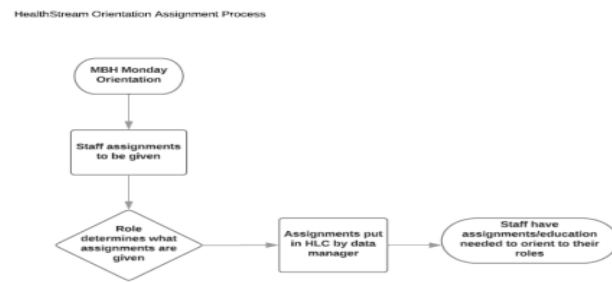 HealthStream Orientation Assignment Process
MBH Monday
Orientation
Staff assignments
to be given
Role
determines what
assignments are
given
Assignments put
in HLC by data
manager
Staff have
assignments/education
needed to orient to their
roles